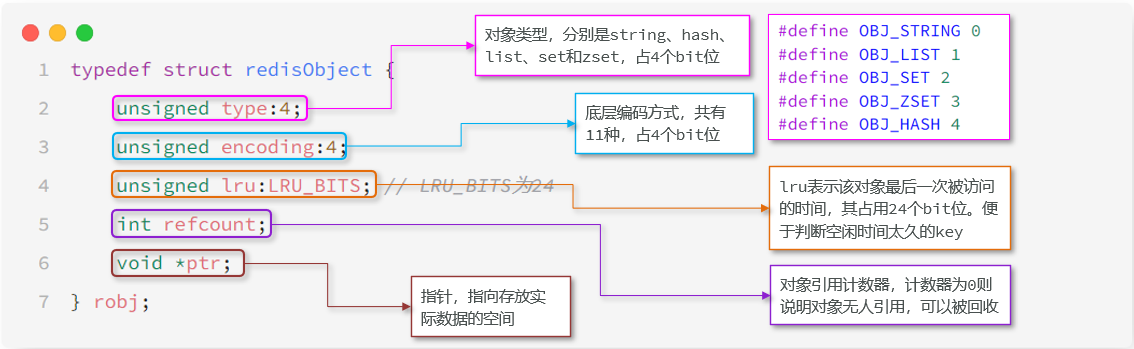 1 typedef struct redisObject {
2 unsigned type:4;
3 unsigned encoding:4;
4 unsigned lru:LRU_BITS; // LRU_BITS为24
5 int refcount;
6 void *ptr;
7 } robj;
对象类型，分别是string、hash、
list、set和zset，占4个bit位
#define OBJ_STRING 0
#define OBJ_LIST 1
#define OBJ_SET 2
#define OBJ_ZSET 3
#define OBJ_HASH 4
底层编码方式，共有
11种，占4个bit位
lru表示该对象最后一次被访问
的时间，其占用24个bit位。便
于判断空闲时间太久的key
对象引用计数器，计数器为0则
说明对象无人引用，可以被回收
指针，指向存放实
际数据的空间